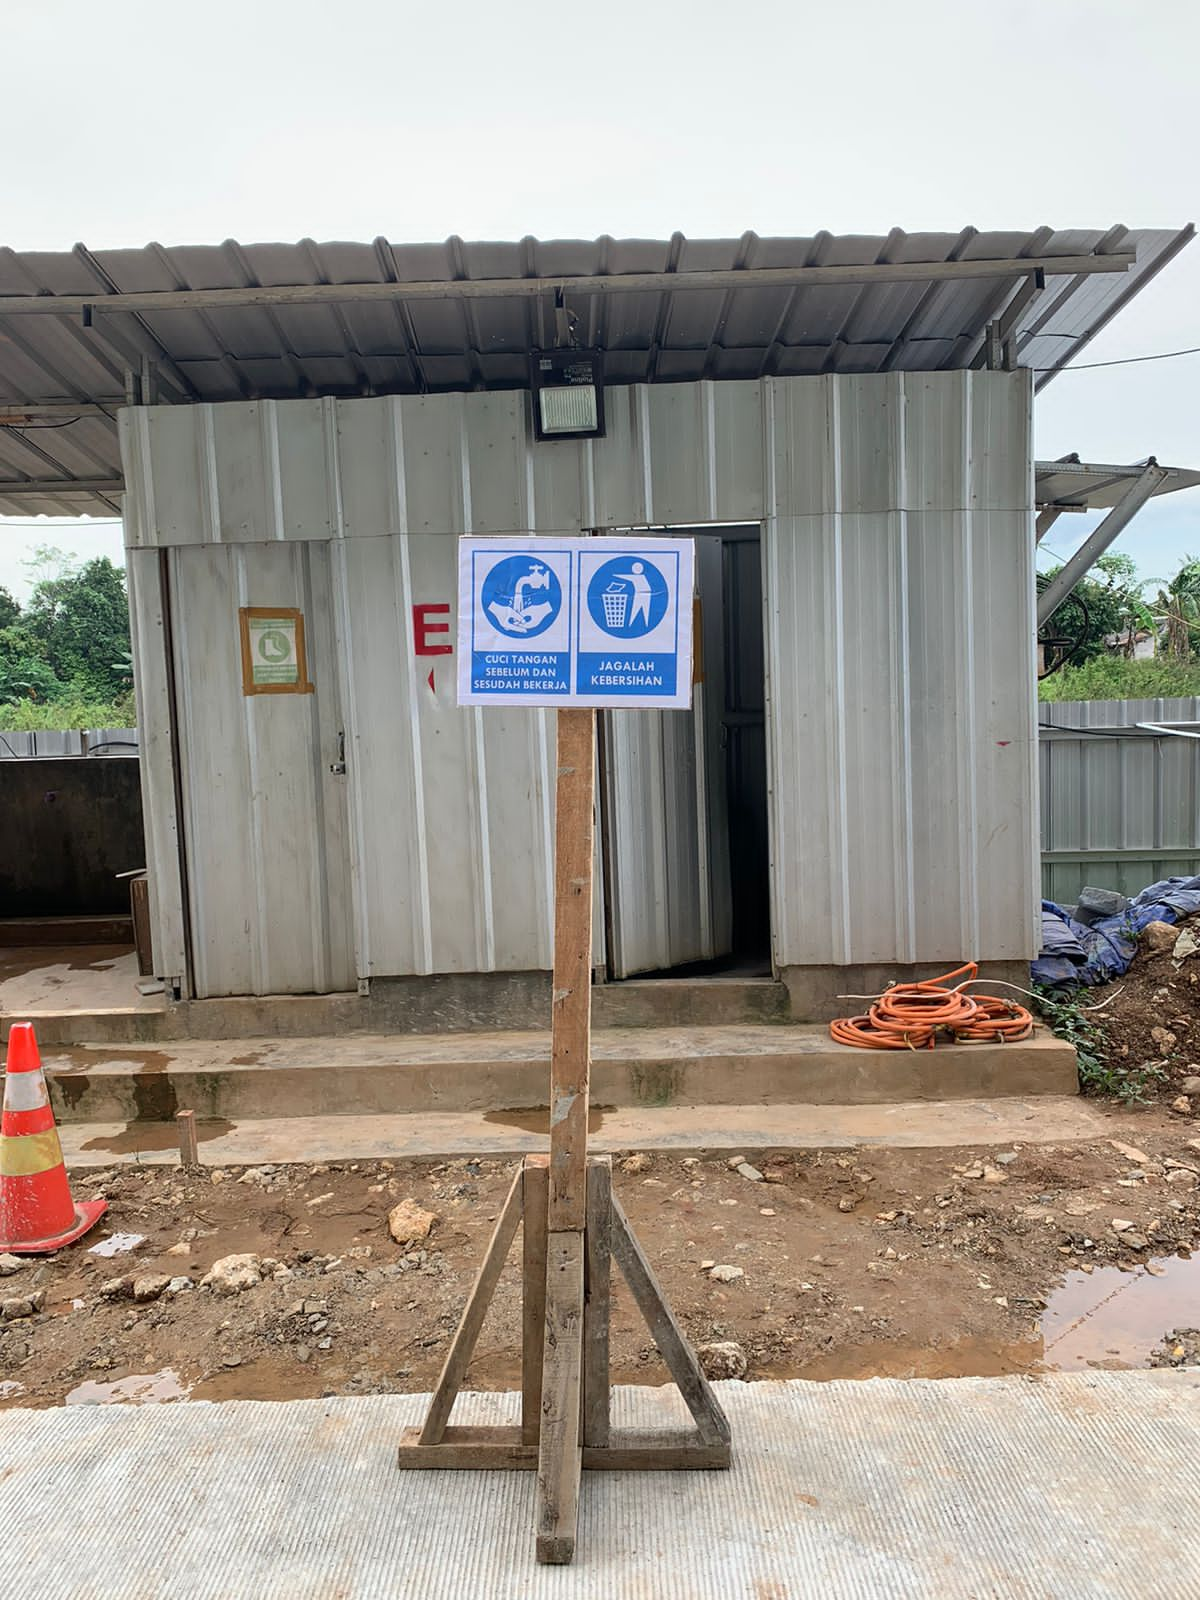 E
CUCI TANGAN
SEBELUM DAN
SESUDAH BEKERJA
JAGALAH
KEBERSIHAN